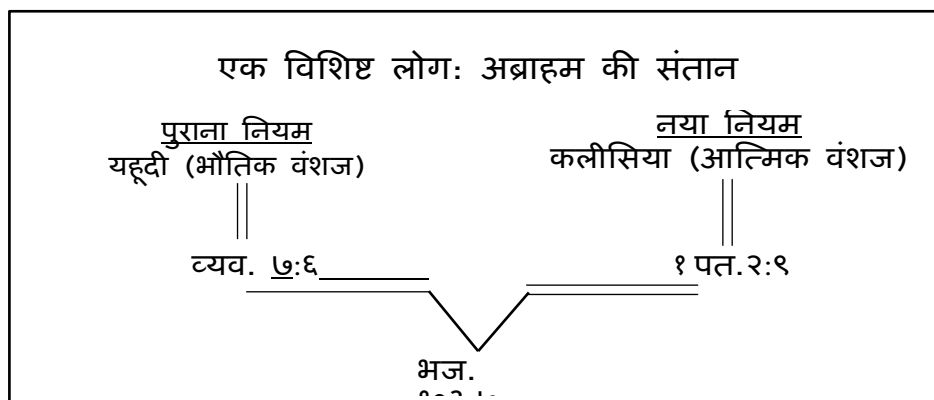 एक विशिष्ट लोग: अब्राहम की संतान
पुराना नियम
नया नियम
यहूदी (भौतिक वंशज)
कलीसिया (आत्मिक वंशज)
व्यव. ७:६
१ पत.२:९
भज.